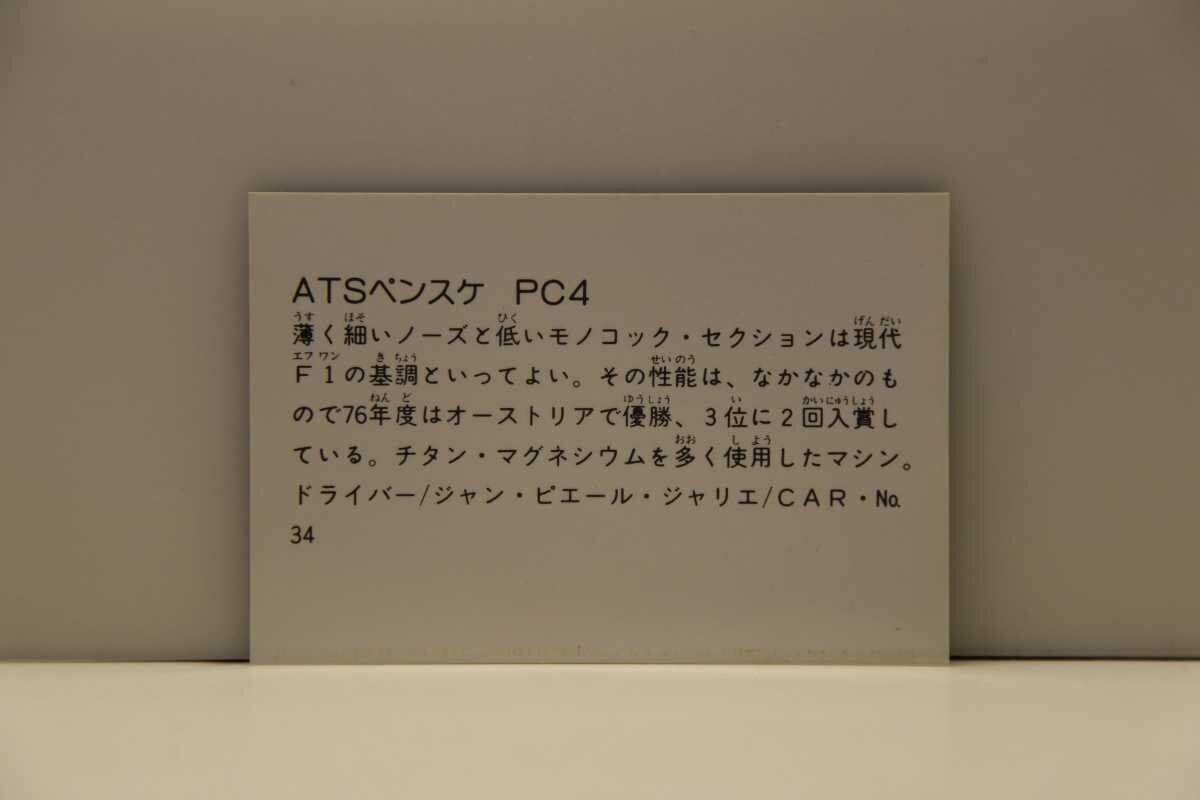 ATSペンスケ PC4
薄く細いノーズと低いモノコック・セクションは現代
F1の基調といってよい。その性能は、なかなかのも
ので76年度はオーストリアで優勝、3位に2回入賞し
ている。チタン・マグネシウムを多く使用したマシン。
ドライバー/ジャン・ピエール・ジャリエ/CAR・No.
34